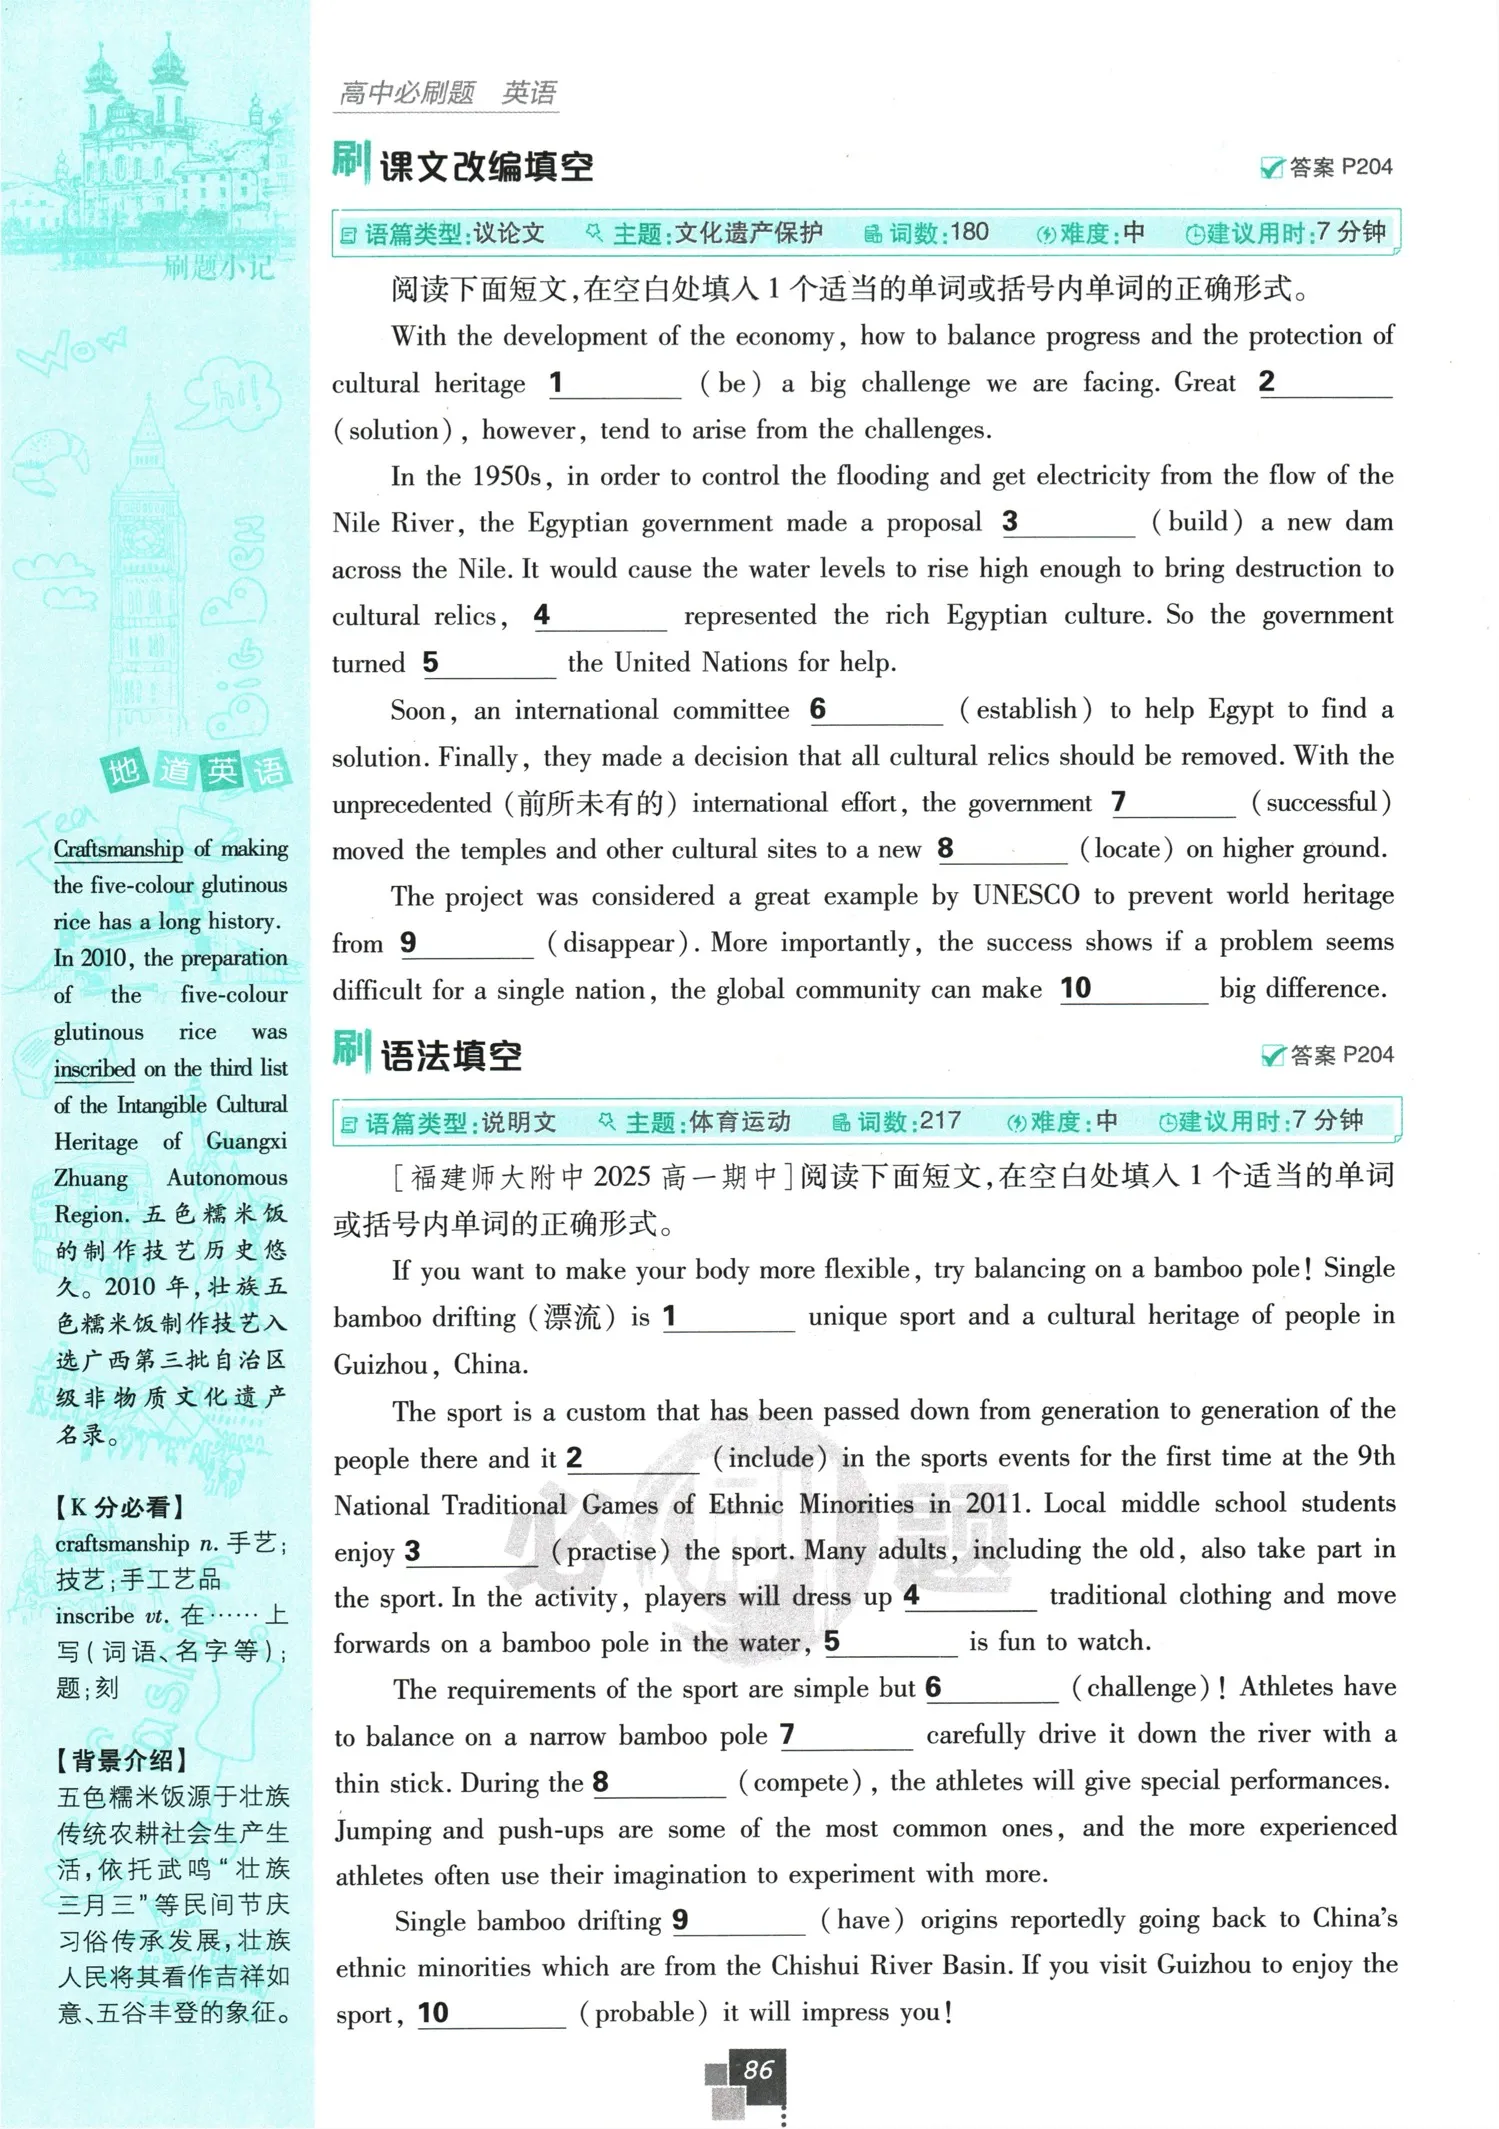 高中必刷题 英语
刷 课文改编填空
答案 P204
语篇类型:议论文 主题:文化遗产保护 词数:180 难度:中 建议用时:7 分钟
阅读下面短文,在空白处填入 1 个适当的单词或括号内单词的正确形式。
With the development of the economy, how to balance progress and the protection of
cultural heritage 1 (be) a big challenge we are facing. Great 2
(solution), however, tend to arise from the challenges.
In the 1950s, in order to control the flooding and get electricity from the flow of the
Nile River, the Egyptian government made a proposal 3 (build) a new dam
across the Nile. It would cause the water levels to rise high enough to bring destruction to
cultural relics, 4 represented the rich Egyptian culture. So the government
turned 5 the United Nations for help.
Soon, an international committee 6 (establish) to help Egypt to find a
solution. Finally, they made a decision that all cultural relics should be removed. With the
unprecedented (前所未有的) international effort, the government 7 (successful)
moved the temples and other cultural sites to a new 8 (locate) on higher ground.
The project was considered a great example by UNESCO to prevent world heritage
from 9 (disappear). More importantly, the success shows if a problem seems
difficult for a single nation, the global community can make 10 big difference.
刷 语法填空
答案 P204
语篇类型:说明文 主题:体育运动 词数:217 难度:中 建议用时:7 分钟
[福建师大附中 2025 高一期中]阅读下面短文,在空白处填入 1 个适当的单词
或括号内单词的正确形式。
If you want to make your body more flexible, try balancing on a bamboo pole! Single
bamboo drifting (漂流) is 1 unique sport and a cultural heritage of people in
Guizhou, China.
The sport is a custom that has been passed down from generation to generation of the
people there and it 2 (include) in the sports events for the first time at the 9th
National Traditional Games of Ethnic Minorities in 2011. Local middle school students
enjoy 3 (practise) the sport. Many adults, including the old, also take part in
the sport. In the activity, players will dress up 4 traditional clothing and move
forwards on a bamboo pole in the water, 5 is fun to watch.
The requirements of the sport are simple but 6 (challenge)! Athletes have
to balance on a narrow bamboo pole 7 carefully drive it down the river with a
thin stick. During the 8 (compete), the athletes will give special performances.
Jumping and push-ups are some of the most common ones, and the more experienced
athletes often use their imagination to experiment with more.
Single bamboo drifting 9 (have) origins reportedly going back to China's
ethnic minorities which are from the Chishui River Basin. If you visit Guizhou to enjoy the
sport, 10 (probable) it will impress you!
86
刷题小记
Wow
hi!
Big Ben
地道英语
Craftsmanship of making
the five-colour glutinous
rice has a long history.
In 2010, the preparation
of the five-colour
glutinous rice was
inscribed on the third list
of the Intangible Cultural
Heritage of Guangxi
Zhuang Autonomous
Region. 五色糯米饭
的制作技艺历史悠
久。2010 年,壮族五
色糯米饭制作技艺入
选广西第三批自治区
级非物质文化遗产
名录。
【K 分必看】
craftsmanship n. 手艺;
技艺;手工艺品
inscribe vt. 在……上
写(词语、名字等);
题;刻
【背景介绍】
五色糯米饭源于壮族
传统农耕社会生产生
活,依托武鸣“壮族
三月三”等民间节庆
习俗传承发展,壮族
人民将其看作吉祥如
意、五谷丰登的象征。
必刷题